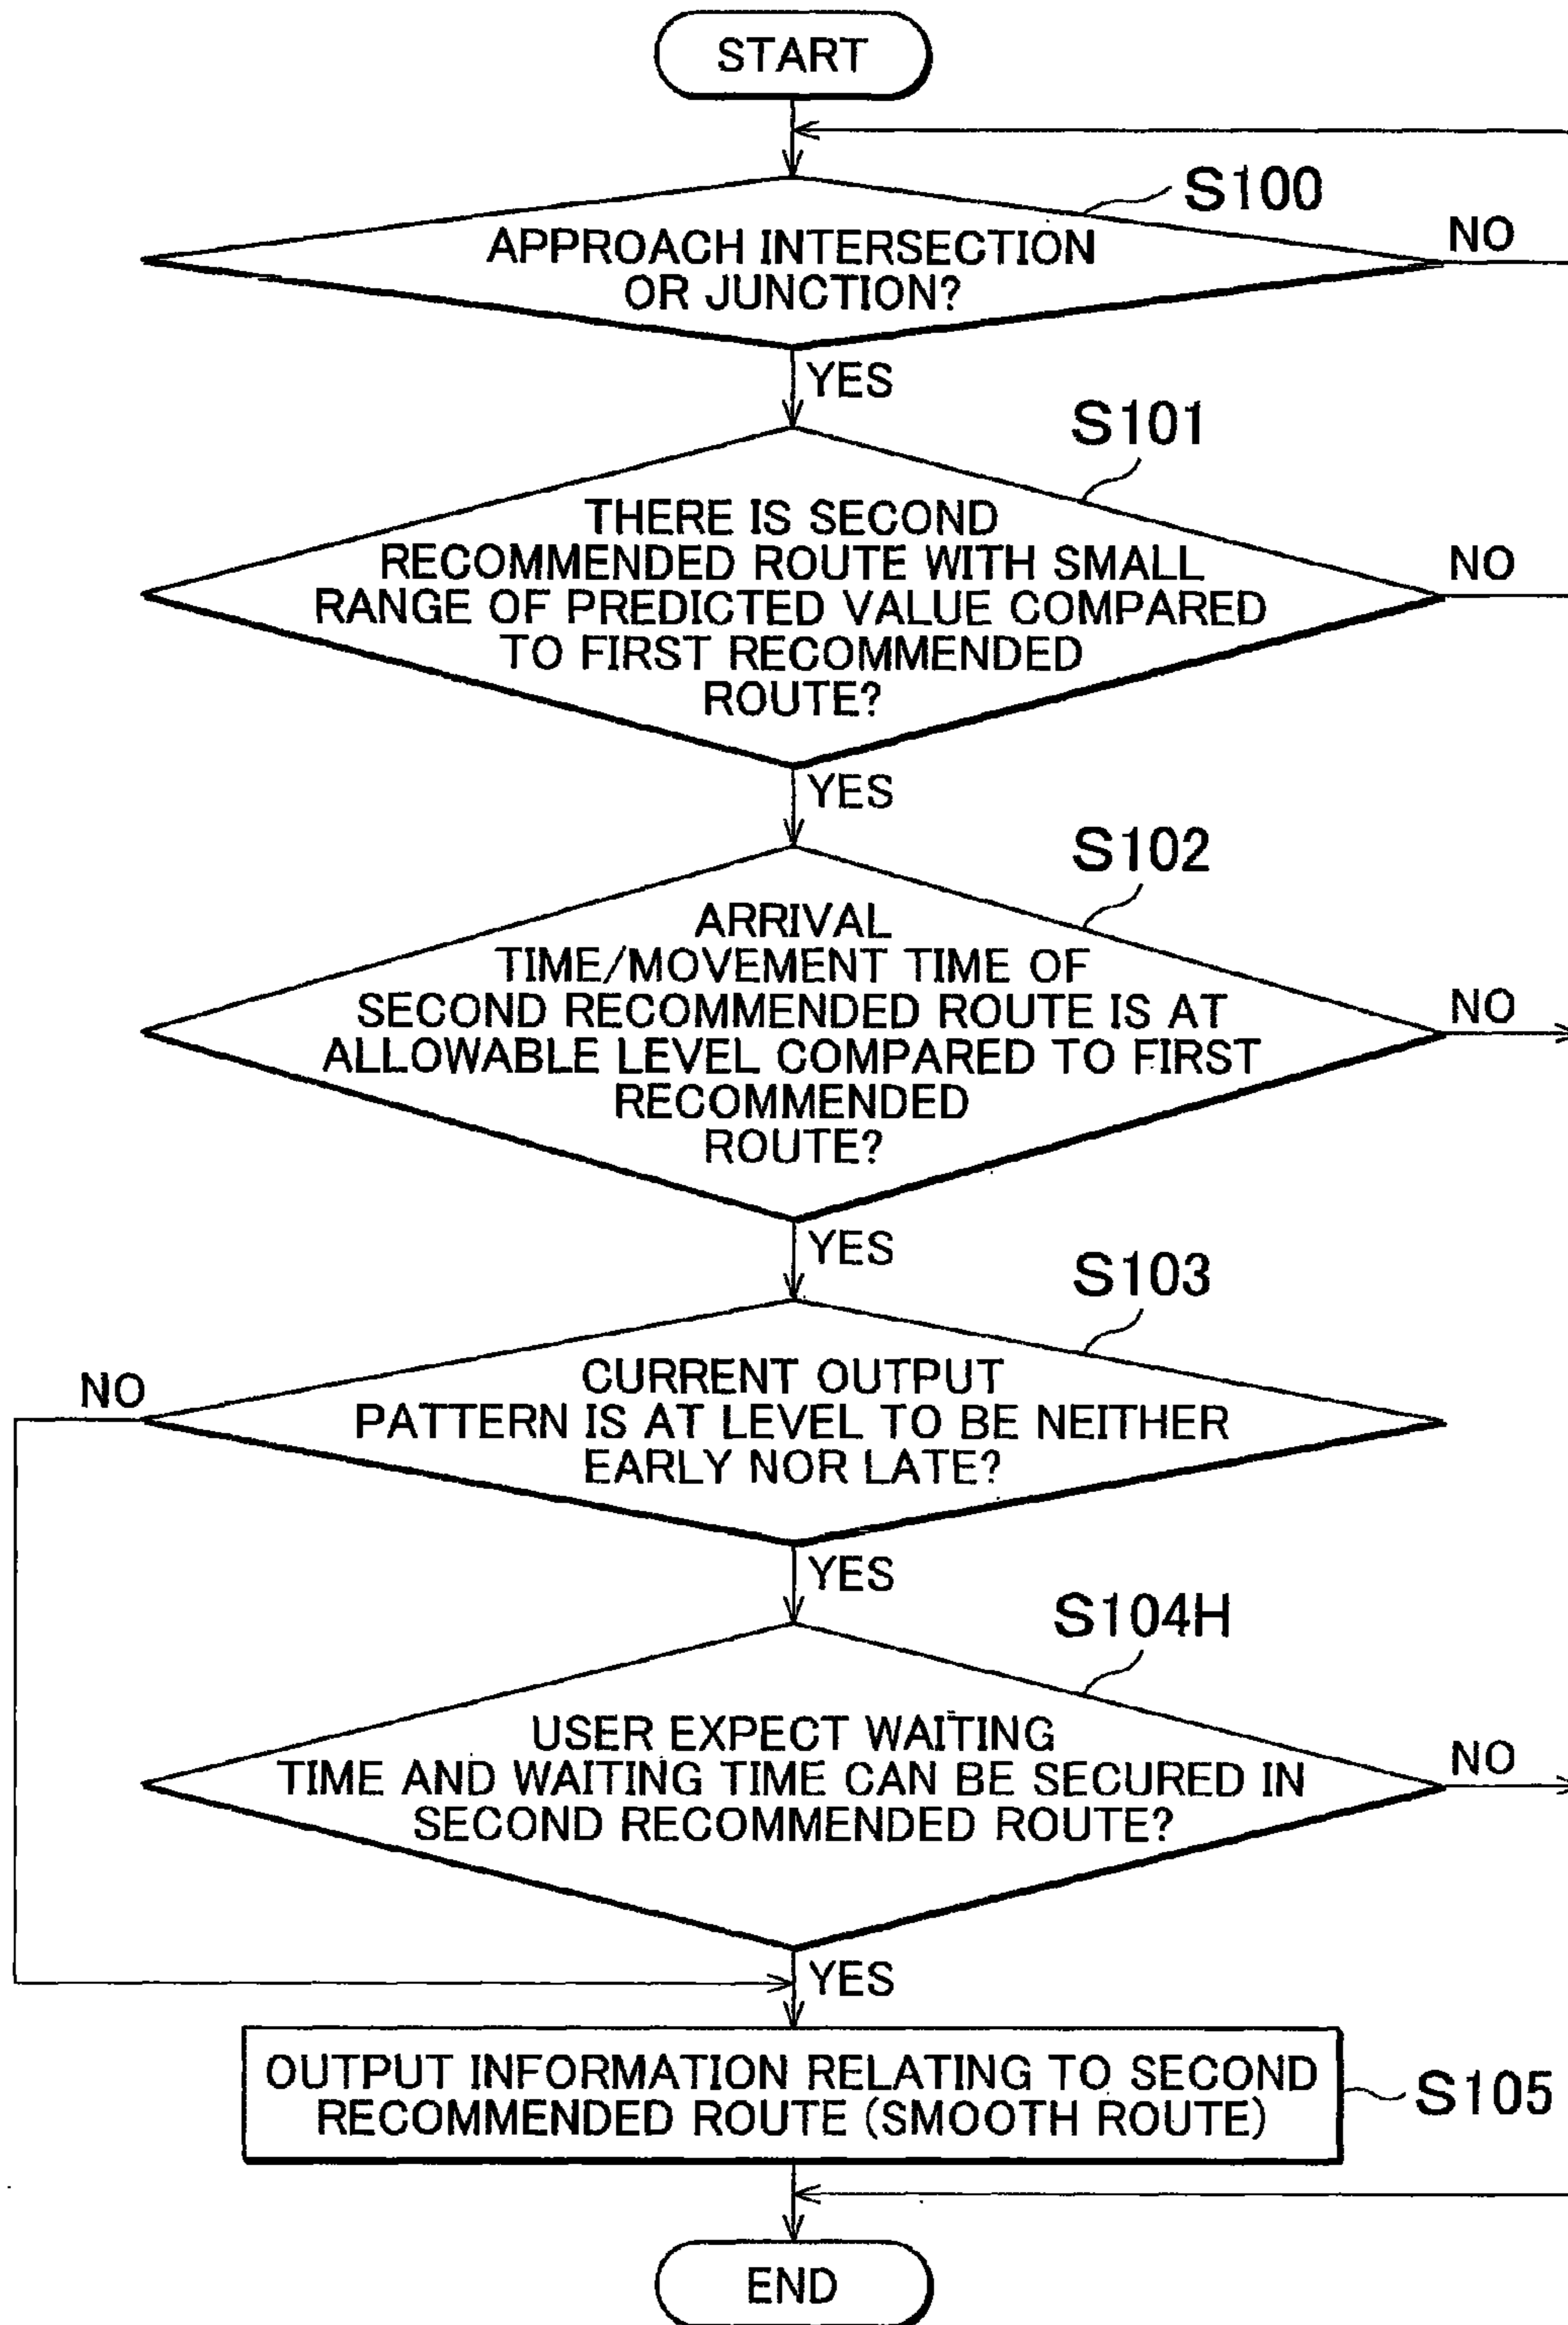 START
S100
APPROACH INTERSECTION
OR JUNCTION?
NO
YES
S101
THERE IS SECOND
RECOMMENDED ROUTE WITH SMALL
RANGE OF PREDICTED VALUE COMPARED
TO FIRST RECOMMENDED
ROUTE?
NO
YES
S102
ARRIVAL
TIME/MOVEMENT TIME OF
SECOND RECOMMENDED ROUTE IS AT
ALLOWABLE LEVEL COMPARED TO FIRST
RECOMMENDED
ROUTE?
NO
YES
S103
NO
CURRENT OUTPUT
PATTERN IS AT LEVEL TO BE NEITHER
EARLY NOR LATE?
YES
S104H
USER EXPECT WAITING
TIME AND WAITING TIME CAN BE SECURED IN
SECOND RECOMMENDED ROUTE?
NO
YES
OUTPUT INFORMATION RELATING TO SECOND
RECOMMENDED ROUTE (SMOOTH ROUTE)
S105
END